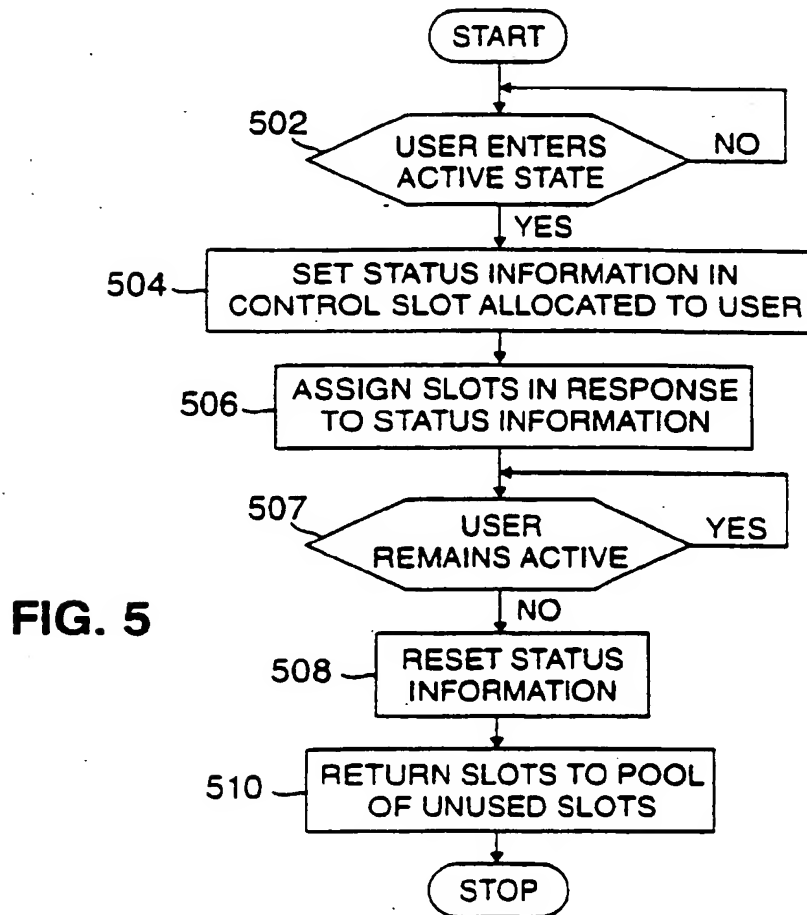 START
502
USER ENTERS
ACTIVE STATE
NO
YES
504
SET STATUS INFORMATION IN
CONTROL SLOT ALLOCATED TO USER
506
ASSIGN SLOTS IN RESPONSE
TO STATUS INFORMATION
507
USER
REMAINS ACTIVE
YES
NO
FIG. 5
508
RESET STATUS
INFORMATION
510
RETURN SLOTS TO POOL
OF UNUSED SLOTS
STOP